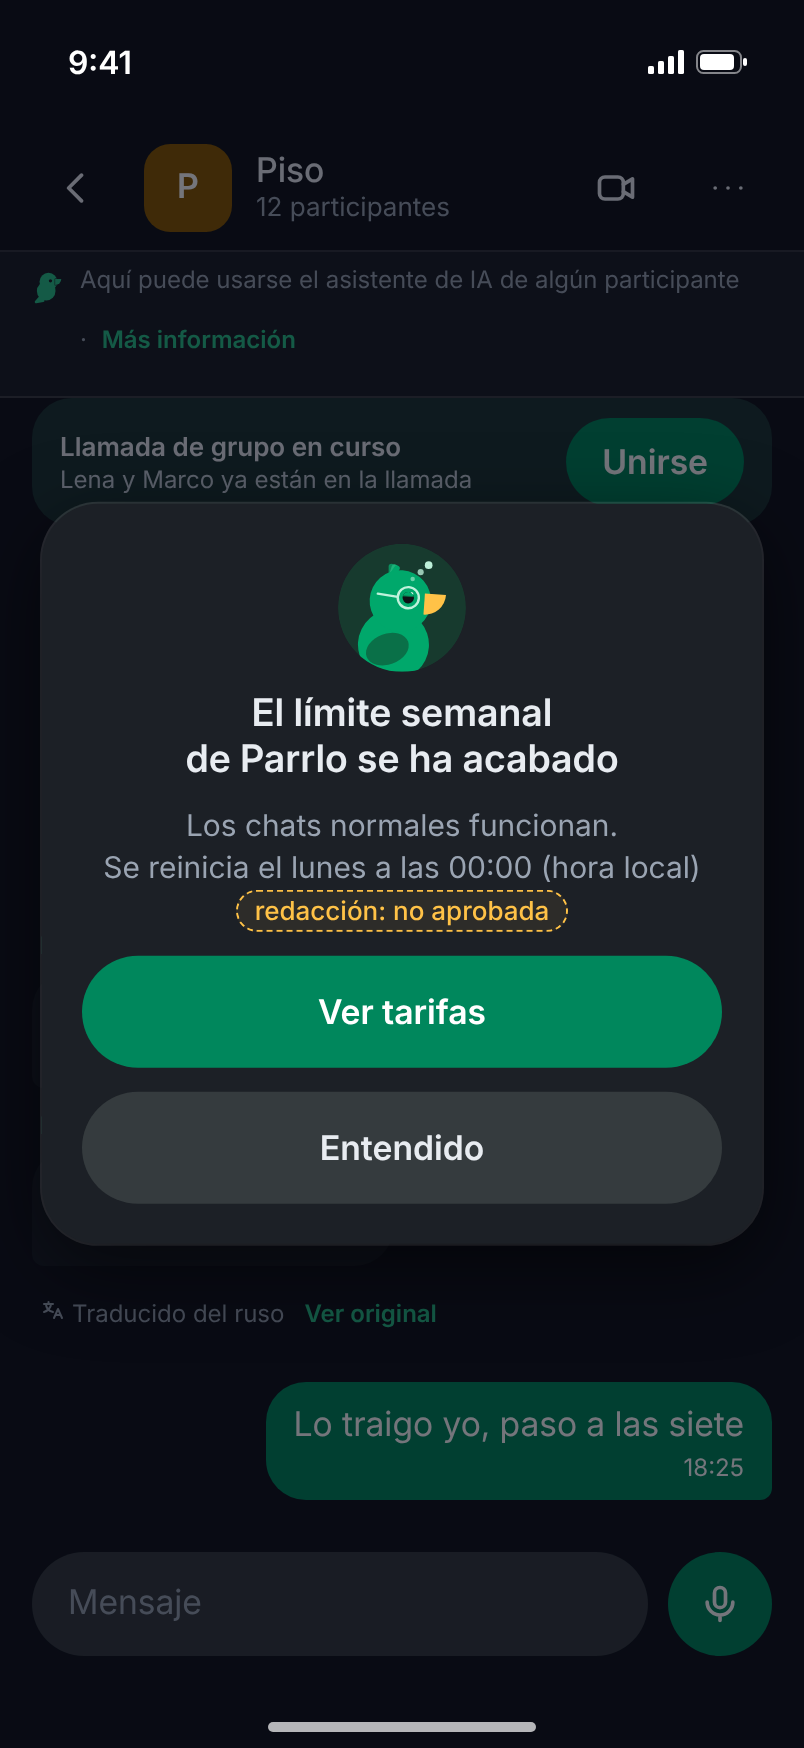 9:41
P
Piso
12 participantes
Aquí puede usarse el asistente de IA de algún participante
· Más información
Llamada de grupo en curso
Lena y Marco ya están en la llamada
Unirse
El límite semanal
de Parrlo se ha acabado
Los chats normales funcionan.
Se reinicia el lunes a las 00:00 (hora local)
redacción: no aprobada
Ver tarifas
Entendido
Traducido del ruso Ver original
Lo traigo yo, paso a las siete
18:25
Mensaje